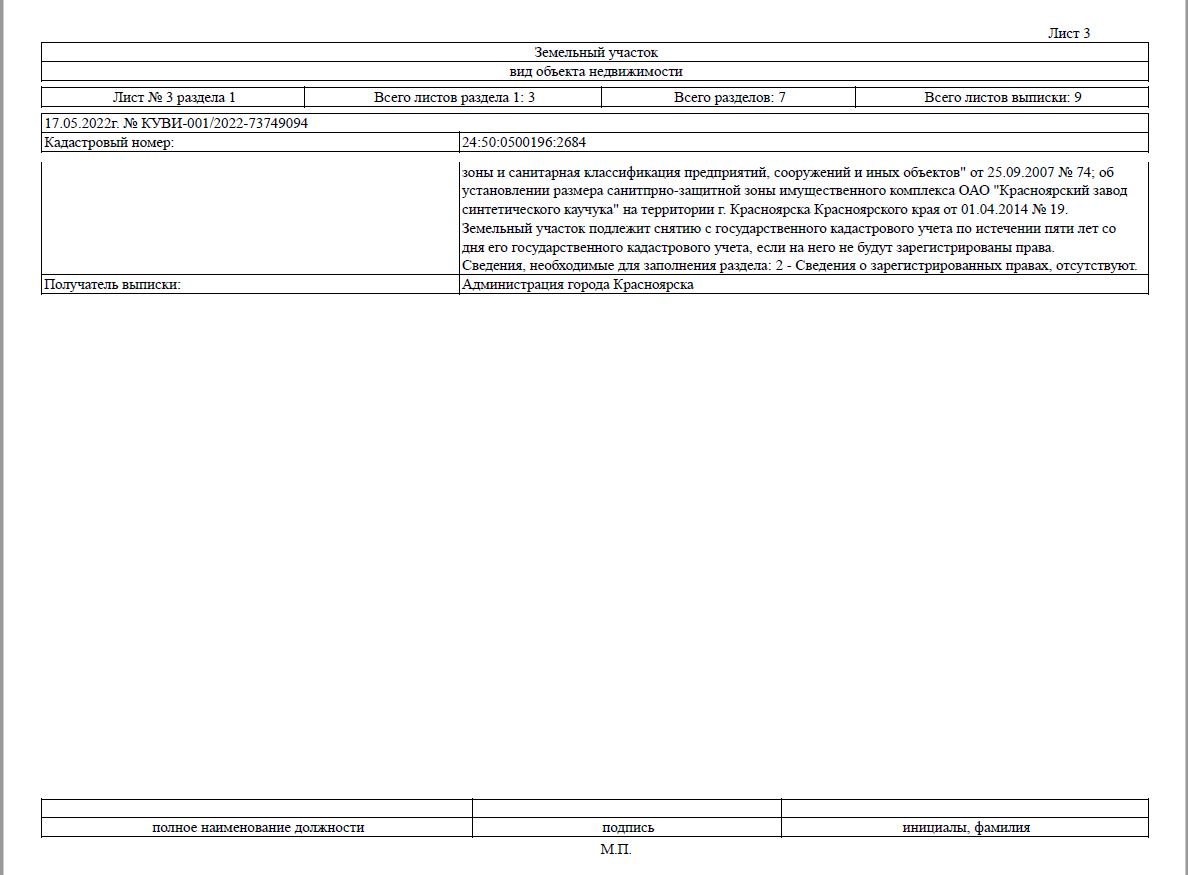 Лист 3
Земельный участок
вид объекта недвижимости
Лист № 3 раздела 1 Всего листов раздела 1: 3 Всего разделов: 7 Всего листов выписки: 9
17.05.2022г. № КУВИ-001/2022-73749094
Кадастровый номер: 24:50:0500196:2684
зоны и санитарная классификация предприятий, сооружений и иных объектов" от 25.09.2007 № 74; об
установлении размера санитпрно-защитной зоны имущественного комплекса ОАО "Красноярский завод
синтетического каучука" на территории г. Красноярска Красноярского края от 01.04.2014 № 19.
Земельный участок подлежит снятию с государственного кадастрового учета по истечении пяти лет со
дня его государственного кадастрового учета, если на него не будут зарегистрированы права.
Сведения, необходимые для заполнения раздела: 2 - Сведения о зарегистрированных правах, отсутствуют.
Получатель выписки: Администрация города Красноярска
полное наименование должности подпись инициалы, фамилия
М.П.